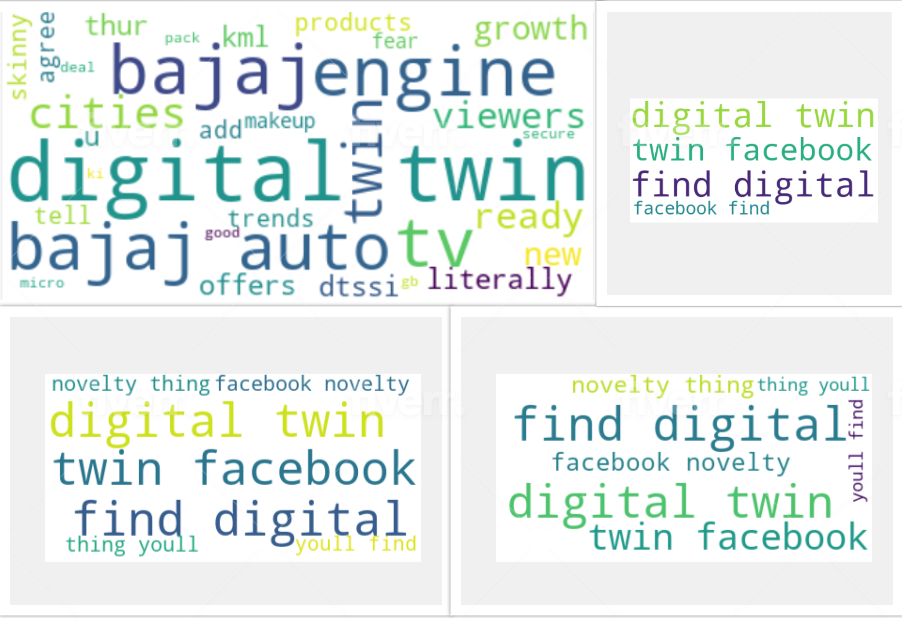 skinny
agree
thur
pack
kml
products
fear
growth
deal
bajaj
engine
cities
u
add
makeup
twin
viewers
secure
digital twin
ki
tell
trends
ready
bajaj
good
auto
tv
new
micro
offers
dtssi
gb
literally
digital twin
twin facebook
find digital
facebook find
novelty thing
facebook novelty
digital twin
twin facebook
find digital
thing youll
youll find
novelty thing
thing youll
find digital
youll find
facebook novelty
digital twin
twin facebook